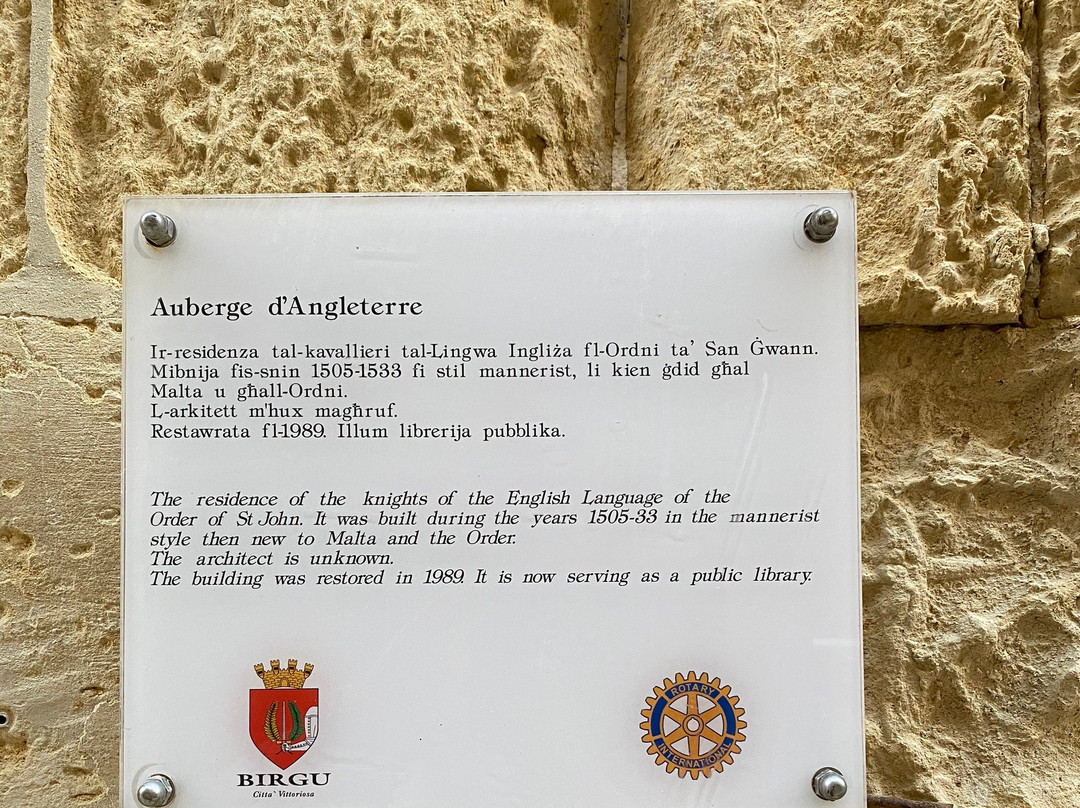 Auberge d'Angleterre
Ir-residenza tal-kavallieri tal-Lingwa Ingliża fl-Ordni ta' San Ġwann.
Mibnija fis-snin 1505-1533 fi stil mannerist, li kien ġdid għal
Malta u għall-Ordni.
L-arkitett m'hux magħruf.
Restawrata fl-1989. Illum librerija pubblika.
The residence of the knights of the English Language of the
Order of St John. It was built during the years 1505-33 in the mannerist
style then new to Malta and the Order.
The architect is unknown.
The building was restored in 1989. It is now serving as a public library.
BIRGU
Citta` Vittoriosa
ROTARY
INTERNATIONAL